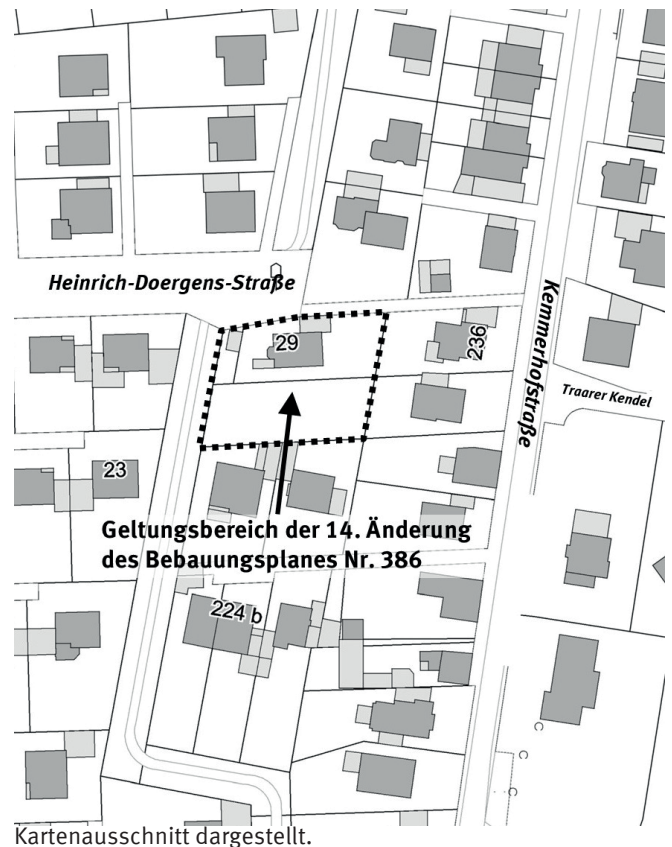 Heinrich-Doergens-Straße
29
236
Kemmerhofstraße
Traarer Kendel
23
Geltungsbereich der 14. Änderung
des Bebauungsplanes Nr. 386
224 b
C
C
C
Kartenausschnitt dargestellt.